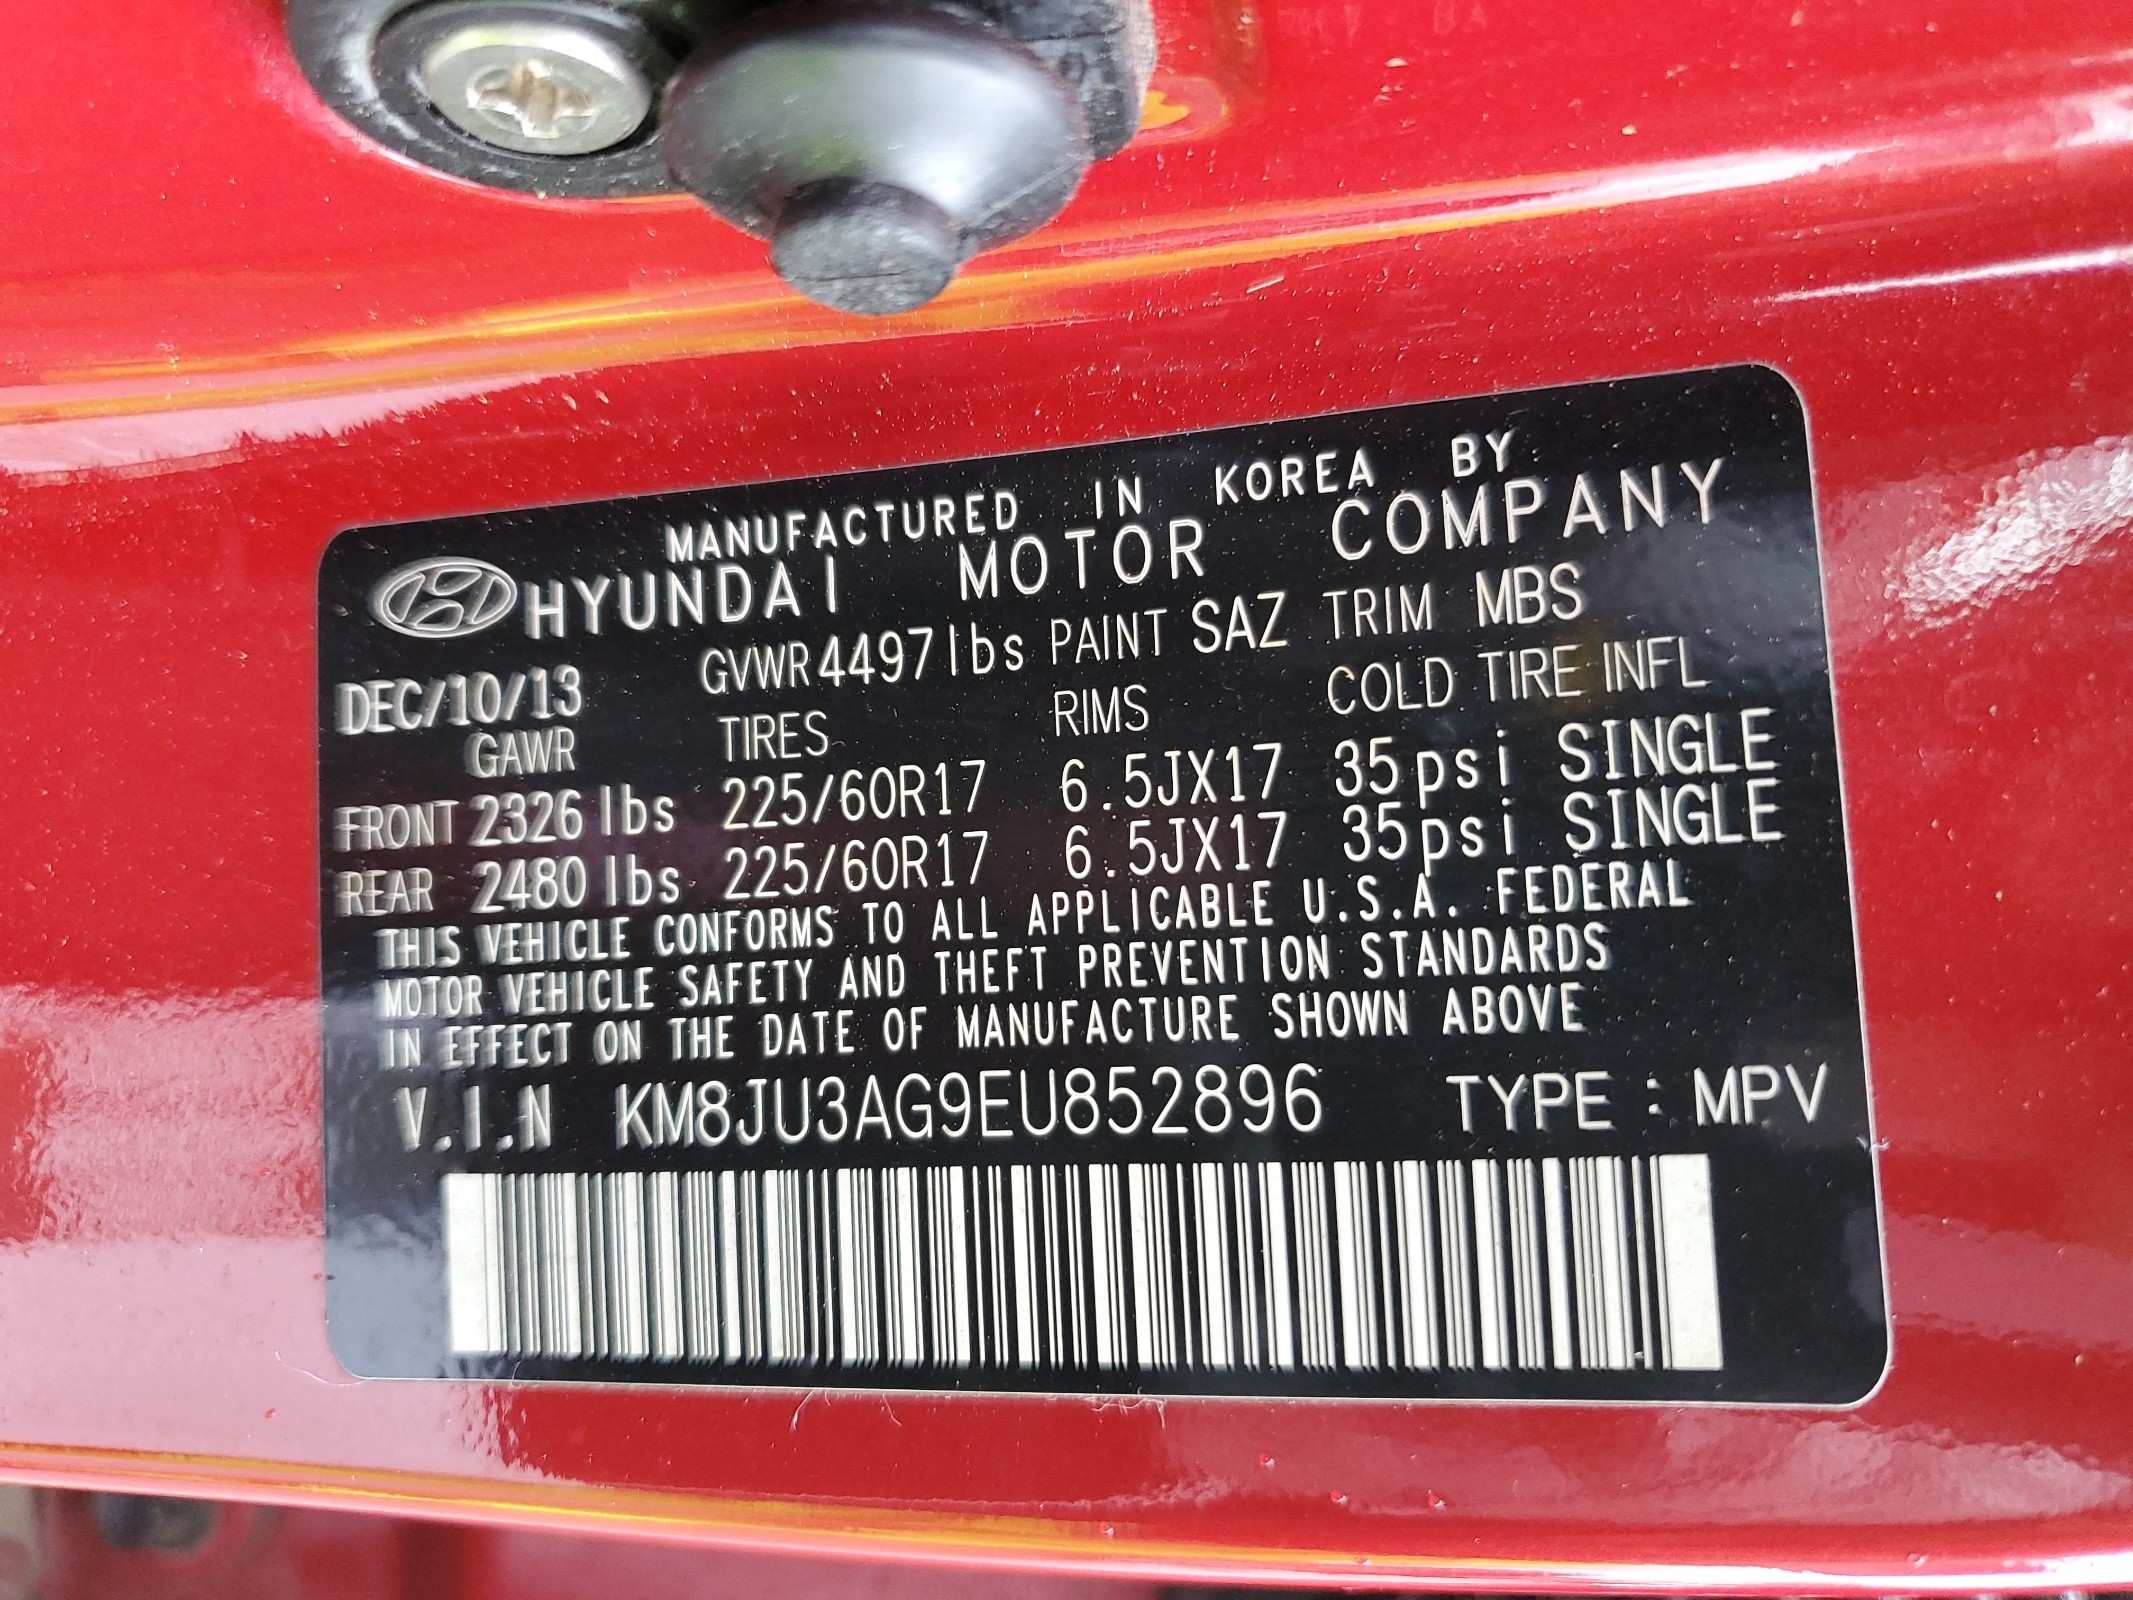 MANUFACTURED IN KOREA BY
HYUNDAI MOTOR COMPANY
DEC/10/13 GVWR 4497 lbs PAINT SAZ TRIM MBS
GAWR TIRES RIMS COLD TIRE INFL
FRONT 2326 lbs 225/60R17 6.5JX17 35psi SINGLE
REAR 2480 lbs 225/60R17 6.5JX17 35psi SINGLE
THIS VEHICLE CONFORMS TO ALL APPLICABLE U.S.A. FEDERAL
MOTOR VEHICLE SAFETY AND THEFT PREVENTION STANDARDS
IN EFFECT ON THE DATE OF MANUFACTURE SHOWN ABOVE
V.I.N KM8JU3AG9EU852896 TYPE : MPV